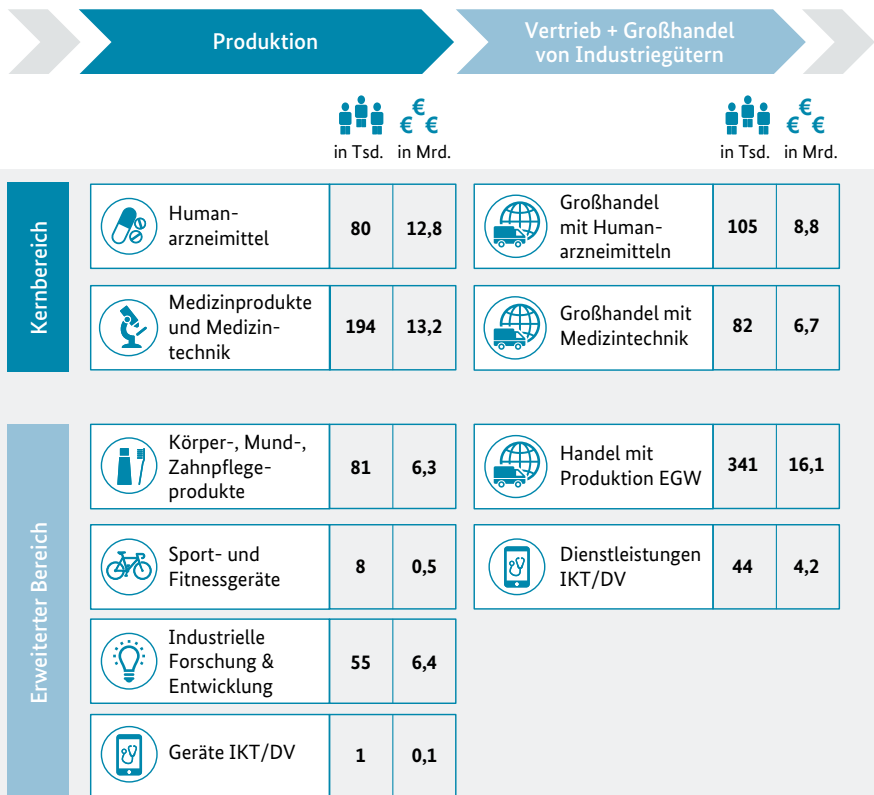 Produktion
Vertrieb + Großhandel
von Industriegütern
€ € €
in Tsd. in Mrd.
€ € €
in Tsd. in Mrd.
Kernbereich
Human-
arzneimittel
80 12,8
Großhandel
mit Human-
arzneimitteln
105 8,8
Medizinprodukte
und Medizin-
technik
194 13,2
Großhandel mit
Medizintechnik
82 6,7
Erweiterter Bereich
Körper-, Mund-,
Zahnpflege-
produkte
81 6,3
Handel mit
Produktion EGW
341 16,1
Sport- und
Fitnessgeräte
8 0,5
Dienstleistungen
IKT/DV
44 4,2
Industrielle
Forschung &
Entwicklung
55 6,4
Geräte IKT/DV
1 0,1